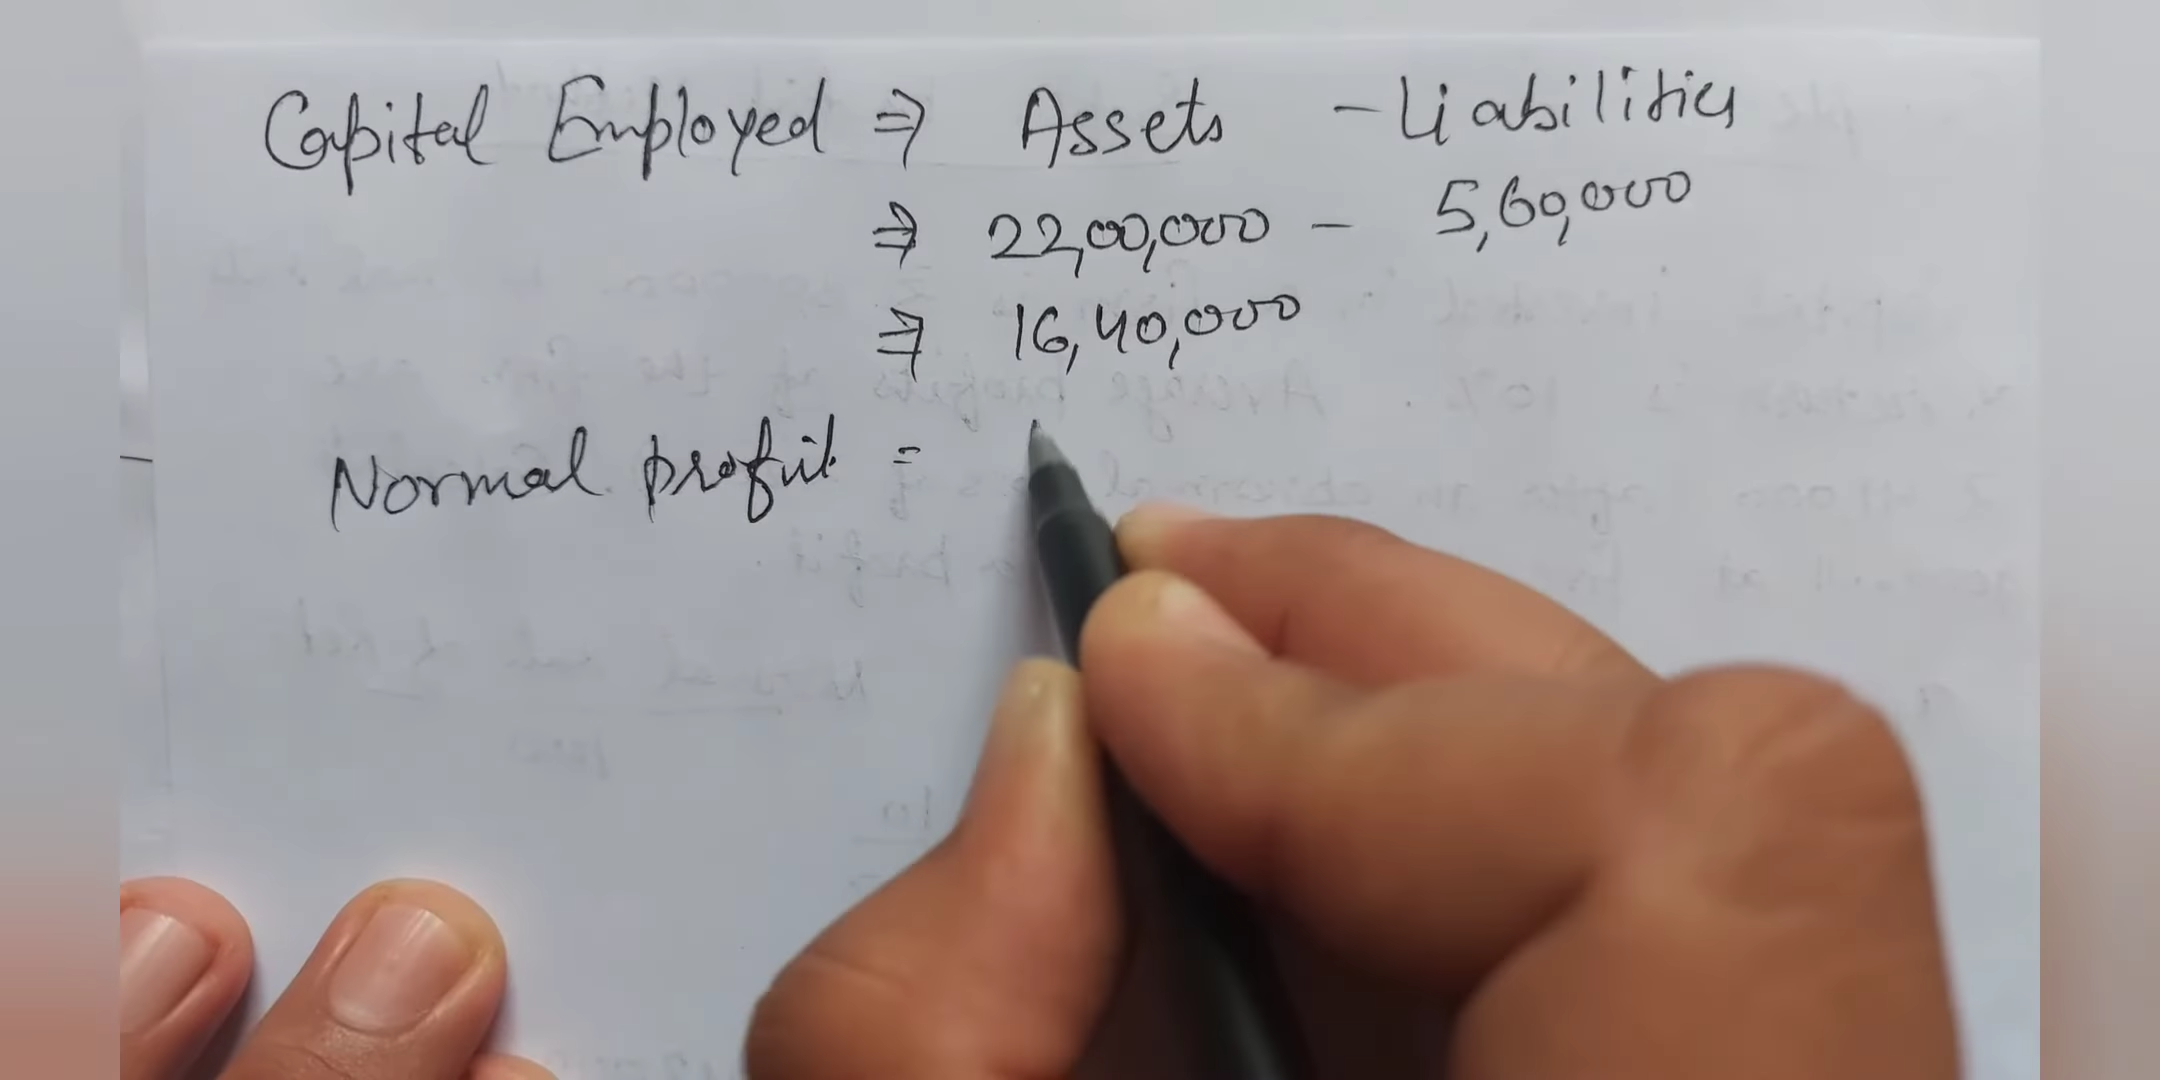 Capital Employed ⇒ Assets - Liabilities
⇒ 22,00,000 - 5,60,000
⇒ 16,40,000
Normal profit =